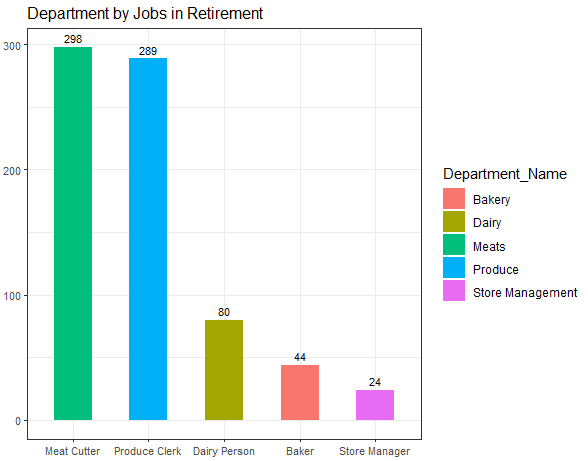 Department by Jobs in Retirement
300
200
100
0
298
289
80
44
24
Meat Cutter
Produce Clerk
Dairy Person
Baker
Store Manager
Department_Name
Bakery
Dairy
Meats
Produce
Store Management